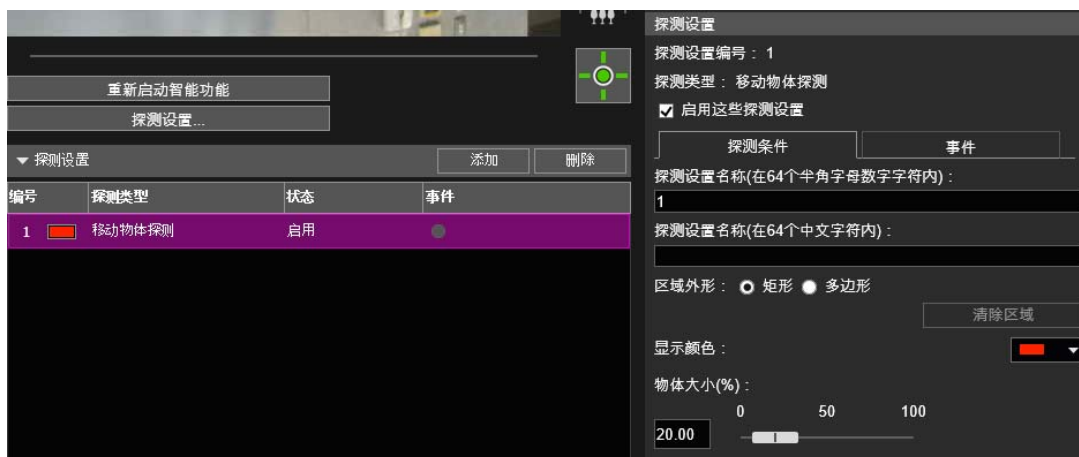 重新启动智能功能
探测设置...
探测设置
添加
删除
编号
探测类型
状态
事件
1
移动物体探测
启用
探测设置
探测设置编号：1
探测类型：移动物体探测
启用这些探测设置
探测条件
事件
探测设置名称(在64个半角字母数字字符内)：
1
探测设置名称(在64个中文字符内)：
区域外形：
矩形
多边形
清除区域
显示颜色：
物体大小(%)：
0
50
100
20.00